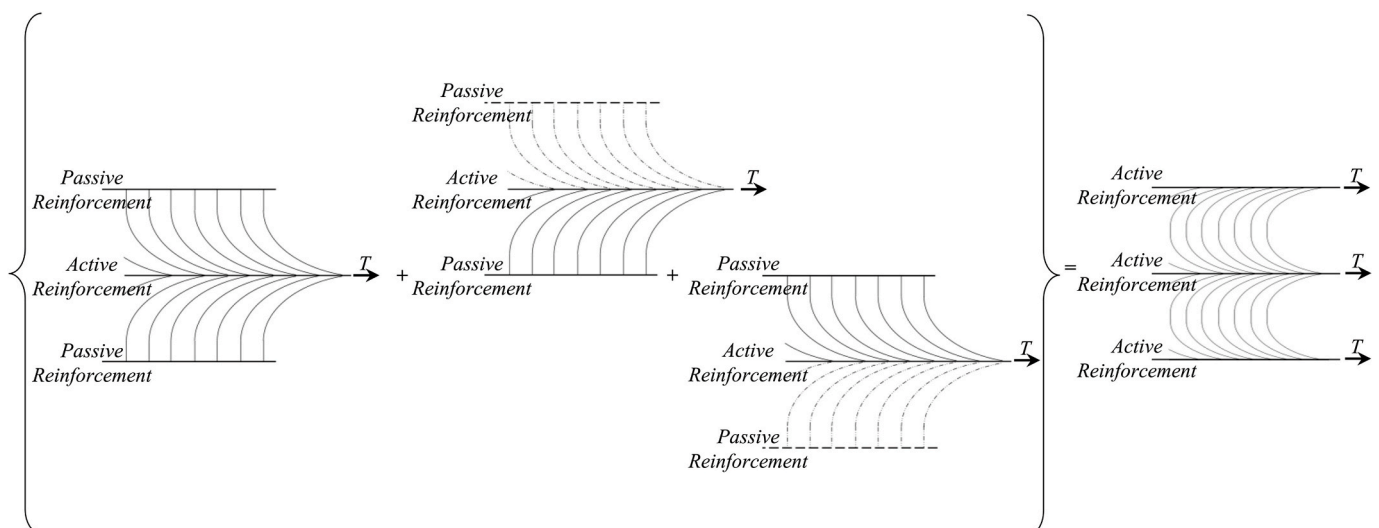 Passive
Reinforcement
Active
Reinforcement
T
Passive
Reinforcement
+
Passive
Reinforcement
Active
Reinforcement
T
Passive
Reinforcement
+
Passive
Reinforcement
Active
Reinforcement
T
Passive
Reinforcement
=
Active
Reinforcement
T
Active
Reinforcement
T
Active
Reinforcement
T